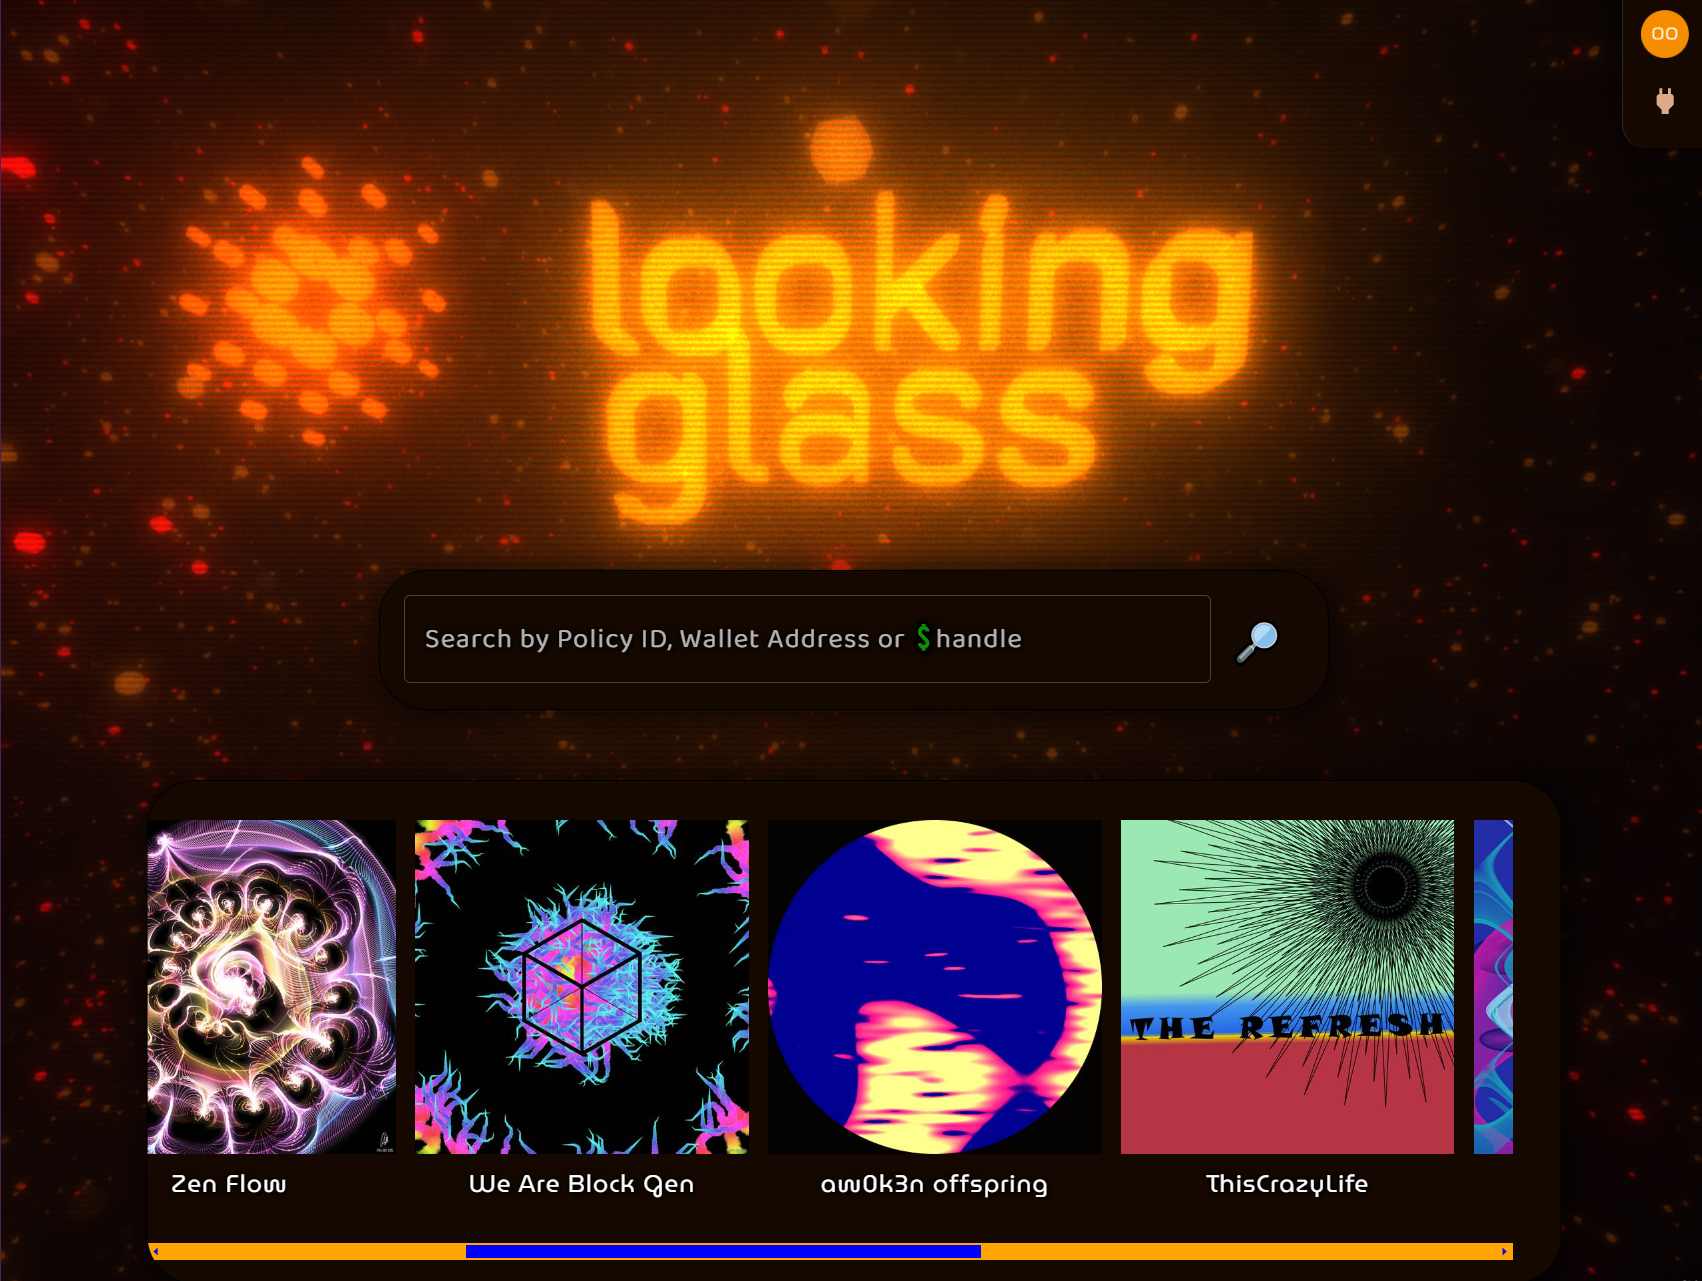 OO
looking
glass
Search by Policy ID, Wallet Address or $handle
THE REFRESH
Zen Flow
We Are Block Gen
aw0k3n offspring
ThisCrazyLife